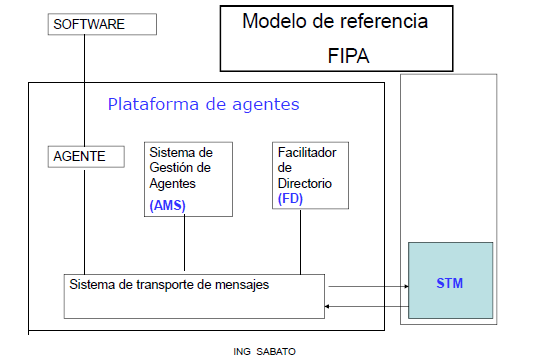 SOFTWARE
Modelo de referencia
FIPA
Plataforma de agentes
AGENTE
Sistema de
Gestión de
Agentes
(AMS)
Facilitador
de
Directorio
(FD)
Sistema de transporte de mensajes
STM
ING SABATO